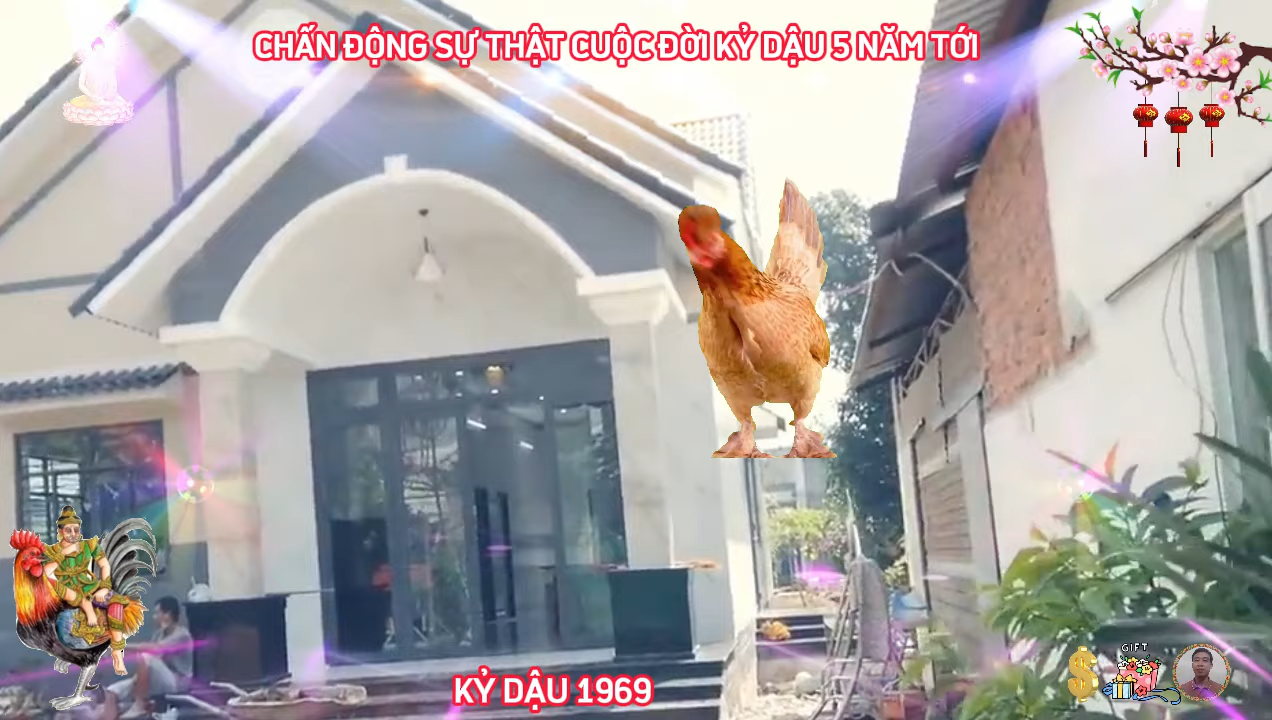 CHẤN ĐỘNG SỰ THẬT CUỘC ĐỜI KỶ DẬU 5 NĂM TỚI
GIFT
KỶ DẬU 1969